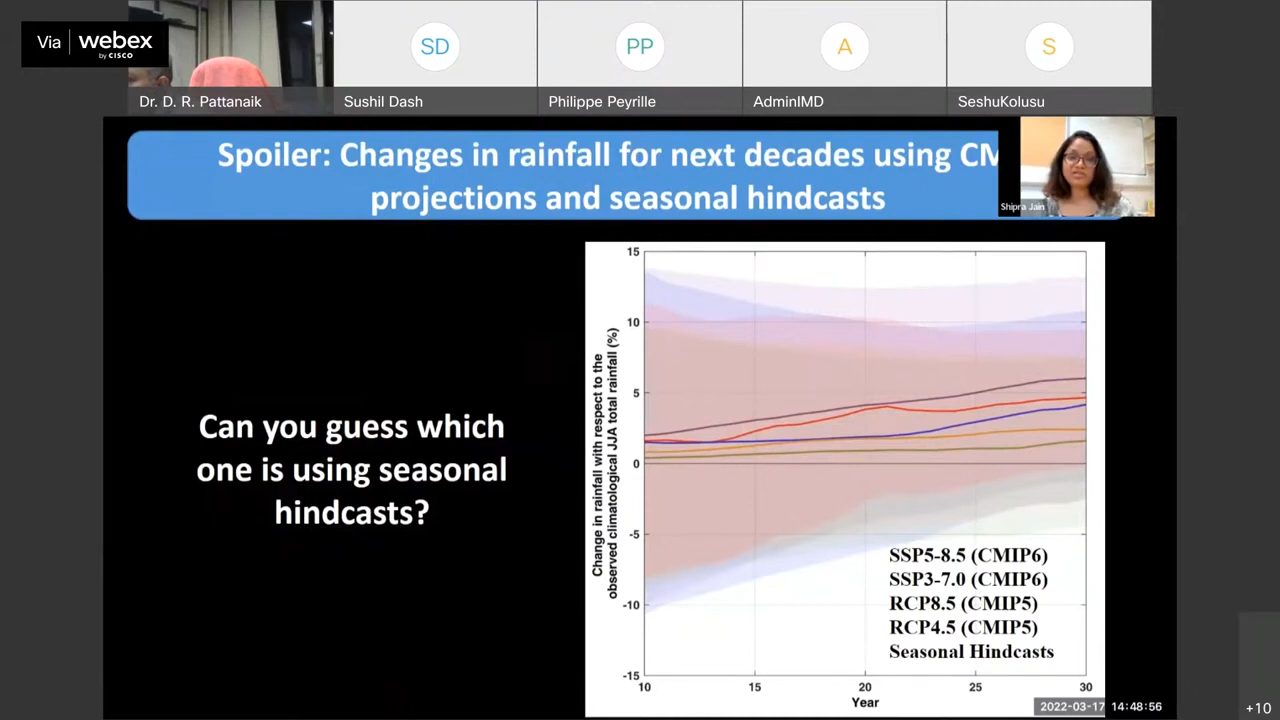 Via webex
by CISCO
SD
PP
A
S
Dr. D. R. Pattanaik
Sushil Dash
Philippe Peyrille
AdminIMD
SeshuKolusu
Spoiler: Changes in rainfall for next decades using CM
projections and seasonal hindcasts
Shipra Jain
Can you guess which
one is using seasonal
hindcasts?
Change in rainfall with respect to the
observed climatological JJA total rainfall (%)
15
10
5
0
-5
-10
-15
SSP5-8.5 (CMIP6)
SSP3-7.0 (CMIP6)
RCP8.5 (CMIP5)
RCP4.5 (CMIP5)
Seasonal Hindcasts
10
15
20
25
30
Year
2022-03-17 14:48:56
+10